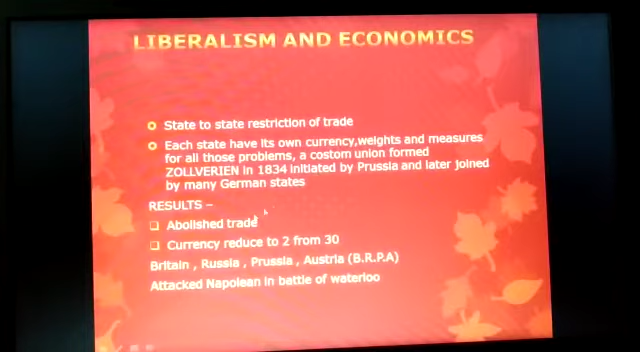 LIBERALISM AND ECONOMICS
State to state restriction of trade
Each state have its own currency,weights and measures
for all those problems, a costom union formed
ZOLLVERIEN in 1834 initiated by Prussia and later joined
by many German states
RESULTS –
Abolished trade
Currency reduce to 2 from 30
Britain , Russia , Prussia , Austria (B.R.P.A)
Attacked Napolean in battle of waterloo